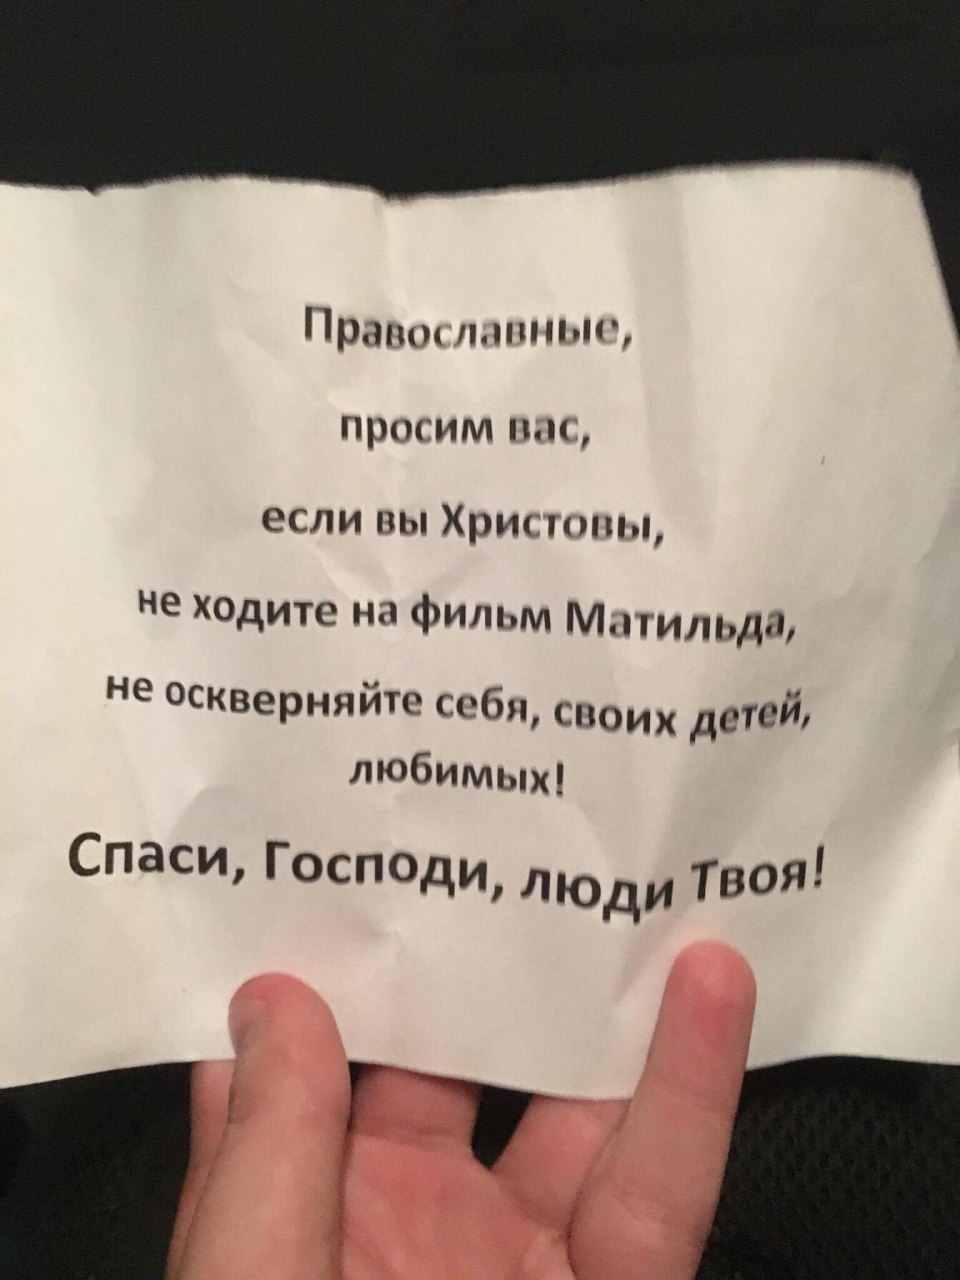 Православные,
просим вас,
если вы Христовы,
не ходите на фильм Матильда,
не оскверняйте себя, своих детей,
любимых!
Спаси, Господи, люди Твоя!